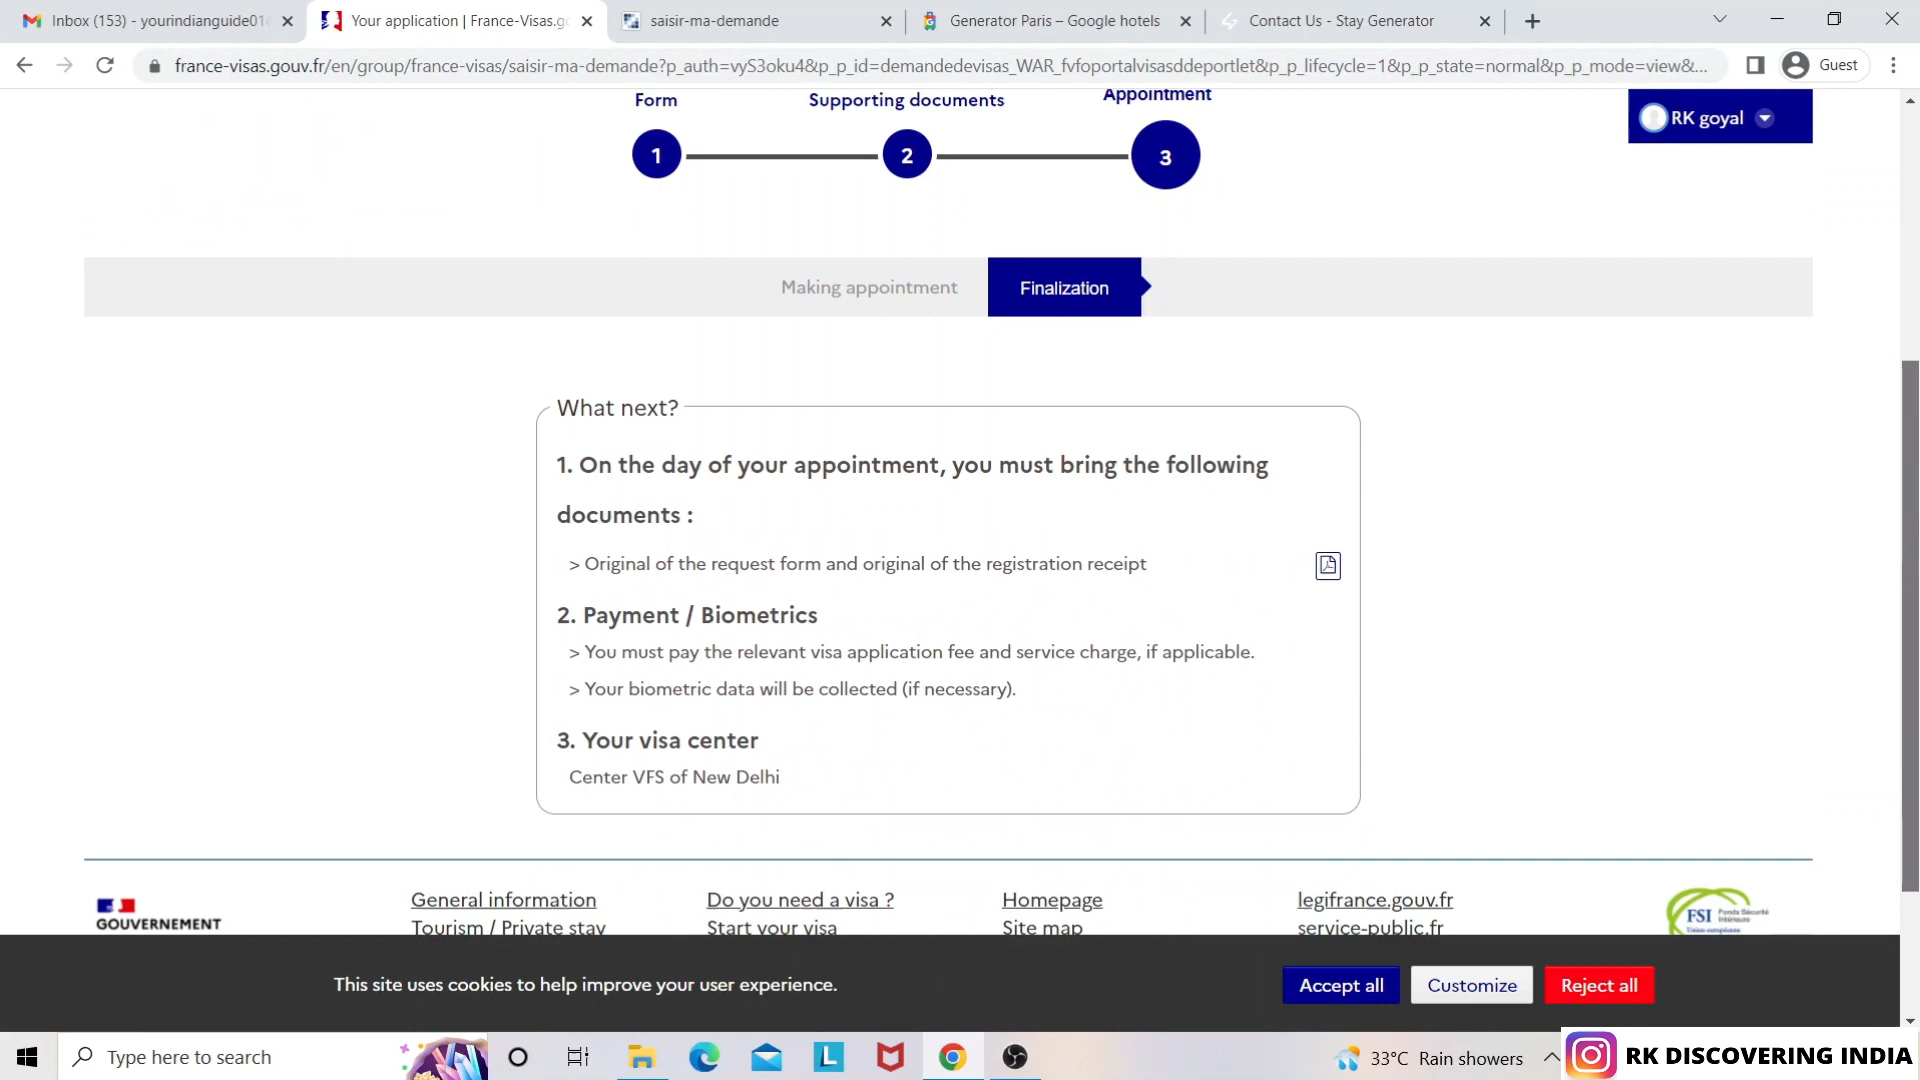 Inbox (153) - yourindianguide01
Your application | France-Visas.g
saisir-ma-demande
Generator Paris – Google hotels
Contact Us - Stay Generator
france-visas.gouv.fr/en/group/france-visas/saisir-ma-demande?p_auth=vyS3oku4&p_p_id=demandedevisas_WAR_fvfoportalvisasddeportlet&p_p_lifecycle=1&p_p_state=normal&p_p_mode=view&...
Guest
Form
Supporting documents
Appointment
1
2
3
RK goyal
Making appointment
Finalization
What next?
1. On the day of your appointment, you must bring the following
documents :
> Original of the request form and original of the registration receipt
2. Payment / Biometrics
> You must pay the relevant visa application fee and service charge, if applicable.
> Your biometric data will be collected (if necessary).
3. Your visa center
Center VFS of New Delhi
GOUVERNEMENT
General information
Do you need a visa ?
Homepage
legifrance.gouv.fr
Tourism / Private stay
Start your visa
Site map
service-public.fr
FSI Fonds Sécurité
Intérieure
Union européenne
This site uses cookies to help improve your user experience.
Accept all
Customize
Reject all
Type here to search
L
33°C Rain showers
RK DISCOVERING INDIA